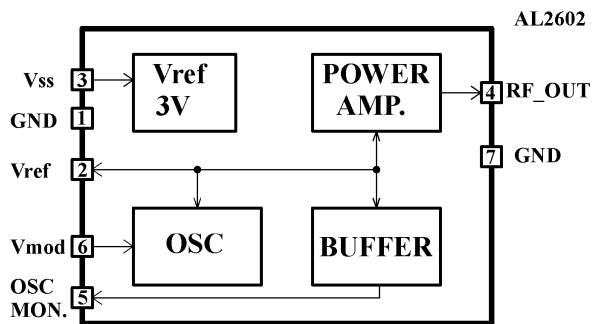 AL2602
Vss
3
Vref
3V
POWER
AMP.
4
RF_OUT
GND
1
7
GND
Vref
2
Vmod
6
OSC
BUFFER
OSC
MON.
5